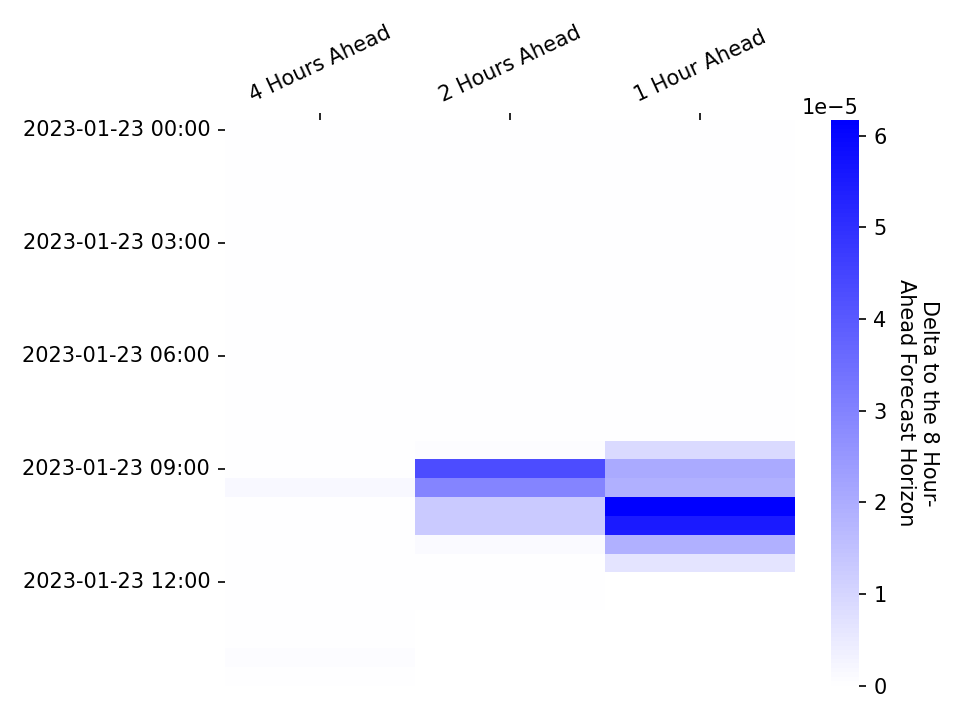 4 Hours Ahead
2 Hours Ahead
1 Hour Ahead
1e−5
2023-01-23 00:00
2023-01-23 03:00
2023-01-23 06:00
2023-01-23 09:00
2023-01-23 12:00
6
5
4
3
2
1
0
Delta to the 8 Hour-
Ahead Forecast Horizon